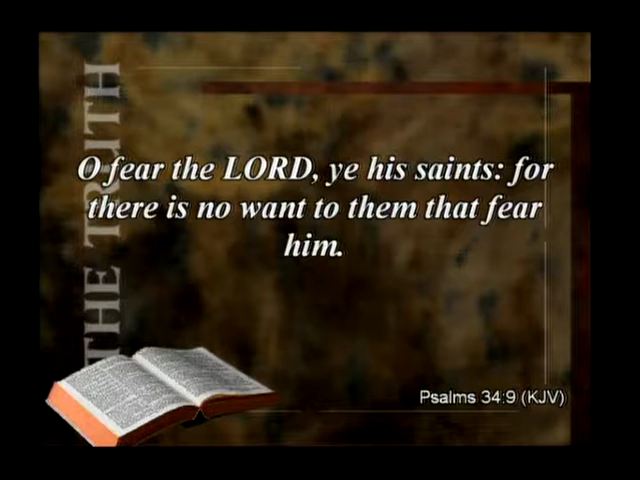 THE TRUTH
O fear the LORD, ye his saints: for
there is no want to them that fear
him.
Psalms 34:9 (KJV)